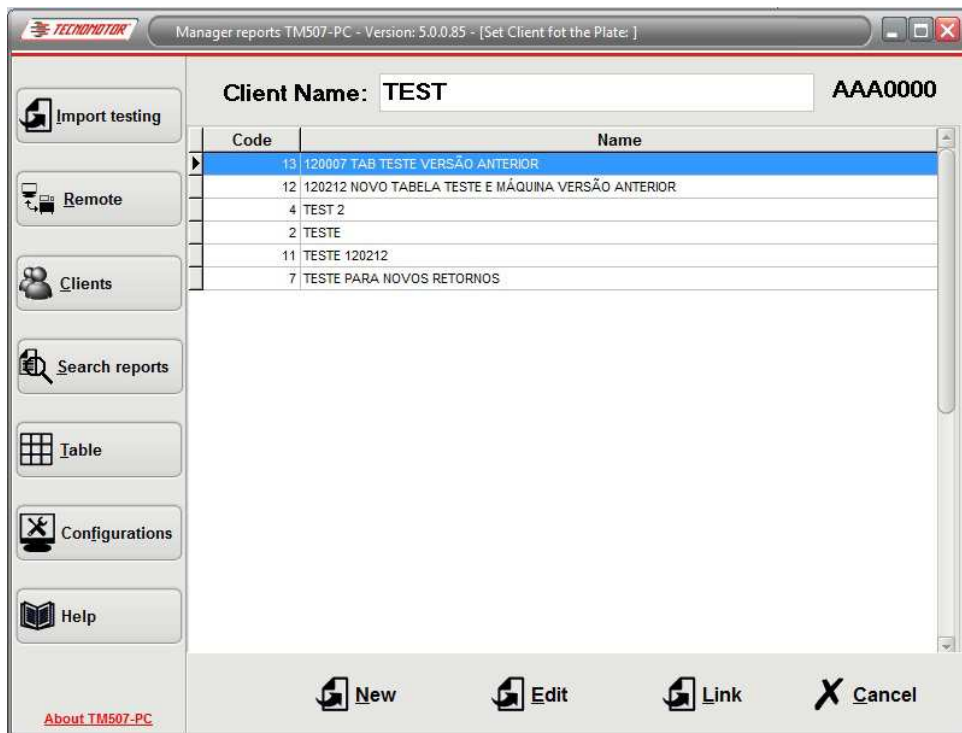 TECNOMOTOR
Manager reports TM507-PC - Version: 5.0.0.85 - [Set Client fot the Plate: ]
Import testing
Remote
Clients
Search reports
Table
Configurations
Help
About TM507-PC
Client Name: TEST AAA0000
Code Name
13 120007 TAB TESTE VERSÃO ANTERIOR
12 120212 NOVO TABELA TESTE E MÁQUINA VERSÃO ANTERIOR
4 TEST 2
2 TESTE
11 TESTE 120212
7 TESTE PARA NOVOS RETORNOS
New Edit Link Cancel